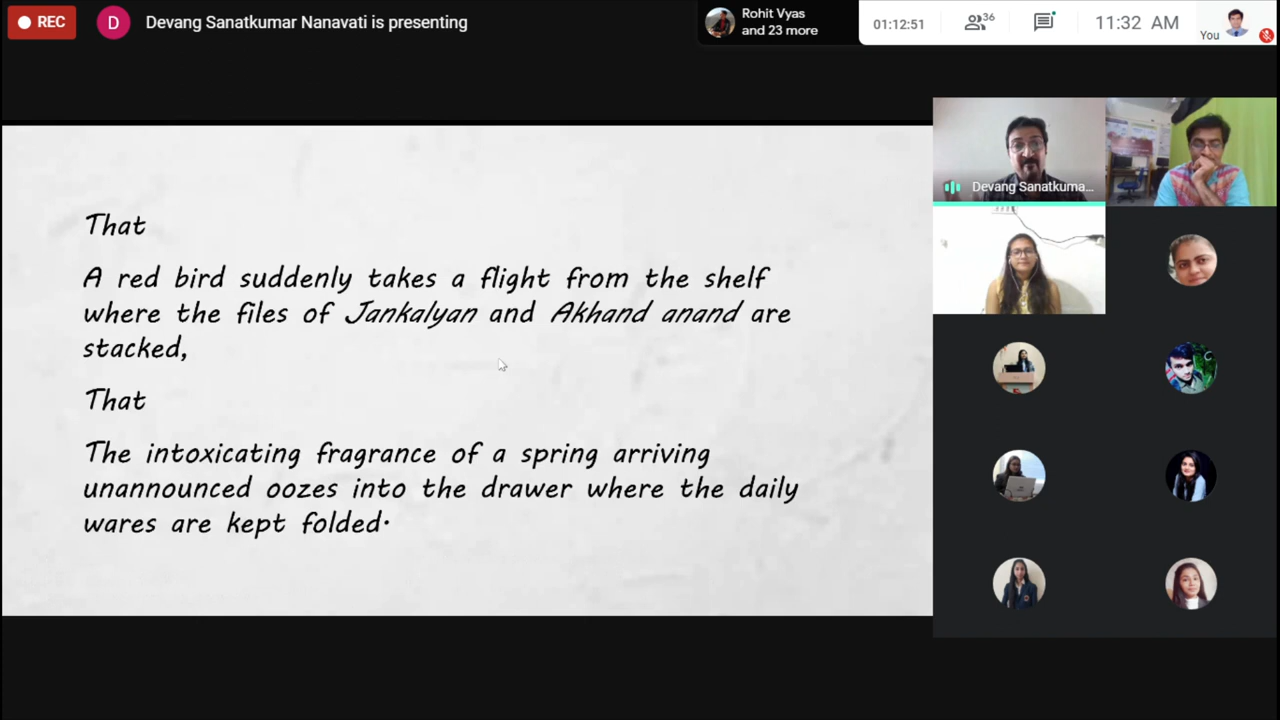 REC
D
Devang Sanatkumar Nanavati is presenting
Rohit Vyas
and 23 more
01:12:51
36
11:32 AM
You
Devang Sanatkuma...
That
A red bird suddenly takes a flight from the shelf
where the files of Jankalyan and Akhand anand are
stacked,
That
The intoxicating fragrance of a spring arriving
unannounced oozes into the drawer where the daily
wares are kept folded.